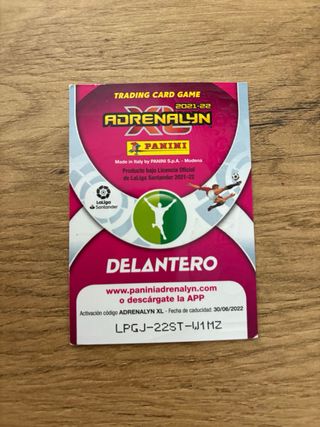 TRADING CARD GAME
2021-22
ADRENALYN
XL
PANINI
Made in Italy by PANINI S.p.A. - Modena
Producto bajo Licencia Oficial
de LaLiga Santander 2021-22
LaLiga
Santander
DELANTERO
www.paniniadrenalyn.com
o descárgate la APP
Activación código ADRENALYN XL - Fecha de caducidad: 30/06/2022
LPGJ-22ST-W1MZ